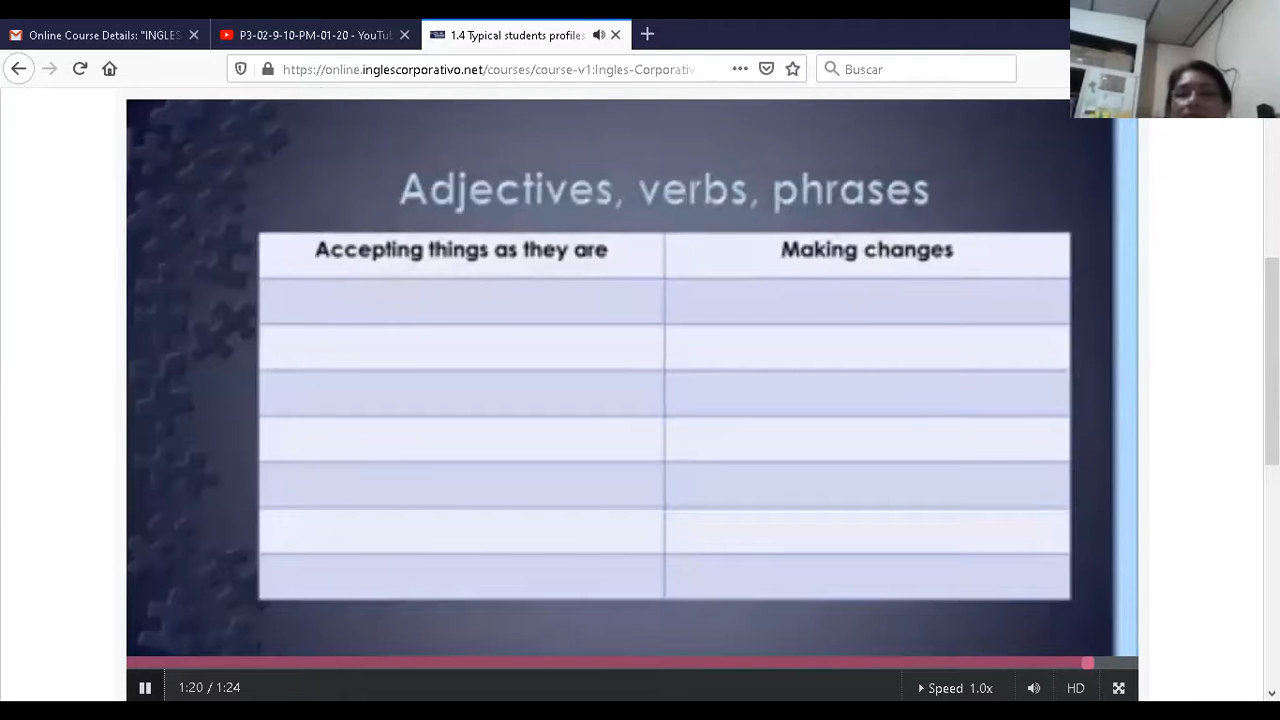 Online Course Details: "INGLES
P3-02-9-10-PM-01-20 - YouTu
1.4 Typical students profiles
https://online.inglescorporativo.net/courses/course-v1:Ingles-Corporativ
Buscar
Adjectives, verbs, phrases
Accepting things as they are
Making changes
1:20 / 1:24
Speed 1.0x
HD